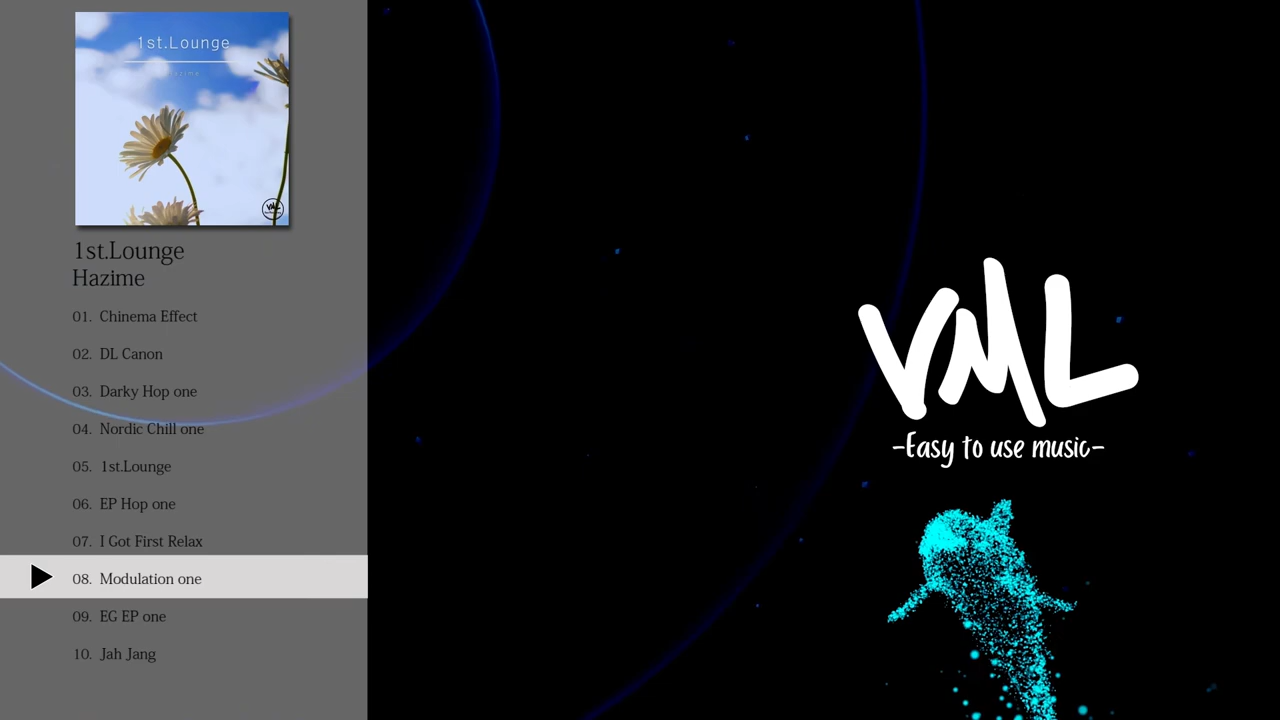 1st.Lounge
Hazime
1st.Lounge
Hazime
01. Chinema Effect
02. DL Canon
03. Darky Hop one
04. Nordic Chill one
05. 1st.Lounge
06. EP Hop one
07. I Got First Relax
08. Modulation one
09. EG EP one
10. Jah Jang
VML
-Easy to use music-